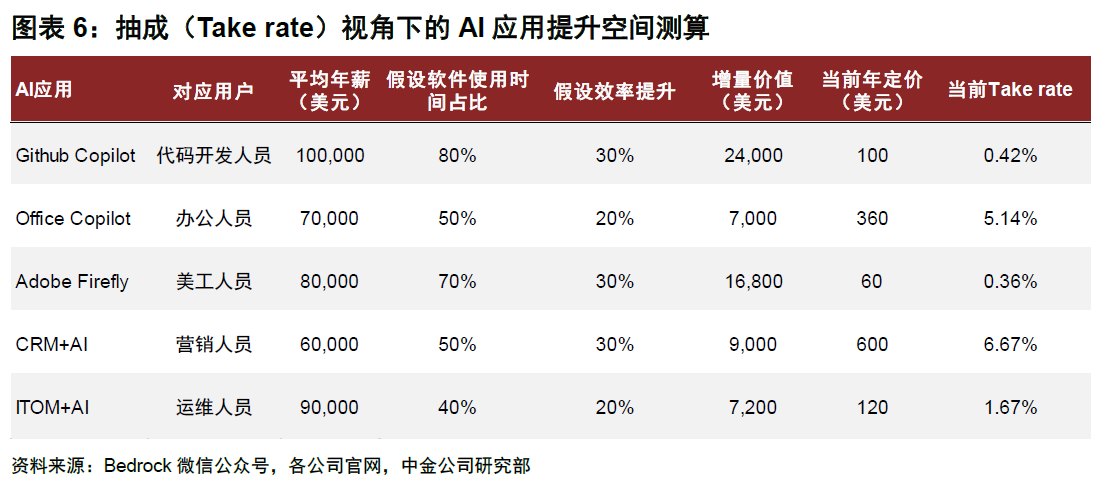 图表 6：抽成（Take rate）视角下的 AI 应用提升空间测算
AI应用 对应用户 平均年薪（美元） 假设软件使用时间占比 假设效率提升 增量价值（美元） 当前年定价（美元） 当前Take rate
Github Copilot 代码开发人员 100,000 80% 30% 24,000 100 0.42%
Office Copilot 办公人员 70,000 50% 20% 7,000 360 5.14%
Adobe Firefly 美工人员 80,000 70% 30% 16,800 60 0.36%
CRM+AI 营销人员 60,000 50% 30% 9,000 600 6.67%
ITOM+AI 运维人员 90,000 40% 20% 7,200 120 1.67%
资料来源：Bedrock 微信公众号，各公司官网，中金公司研究部